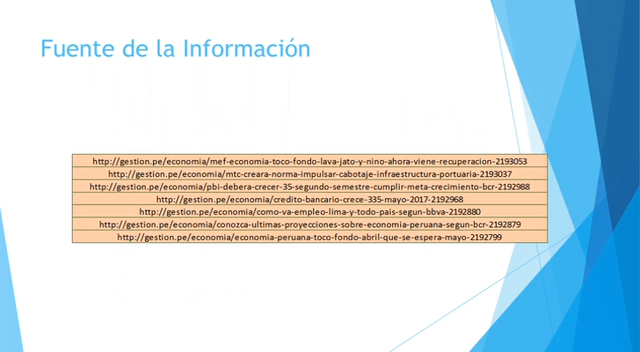 Fuente de la Información
http://gestion.pe/economia/mef-economia-toco-fondo-lava-jato-y-nino-ahora-viene-recuperacion-2193053
http://gestion.pe/economia/mtc-creara-norma-impulsar-cabotaje-infraestructura-portuaria-2193037
http://gestion.pe/economia/pbi-debera-crecer-35-segundo-semestre-cumplir-meta-crecimiento-bcr-2192988
http://gestion.pe/economia/credito-bancario-crece-335-mayo-2017-2192968
http://gestion.pe/economia/como-va-empleo-lima-y-todo-pais-segun-bbva-2192880
http://gestion.pe/economia/conozca-ultimas-proyecciones-sobre-economia-peruana-segun-bcr-2192879
http://gestion.pe/economia/economia-peruana-toco-fondo-abril-que-se-espera-mayo-2192799